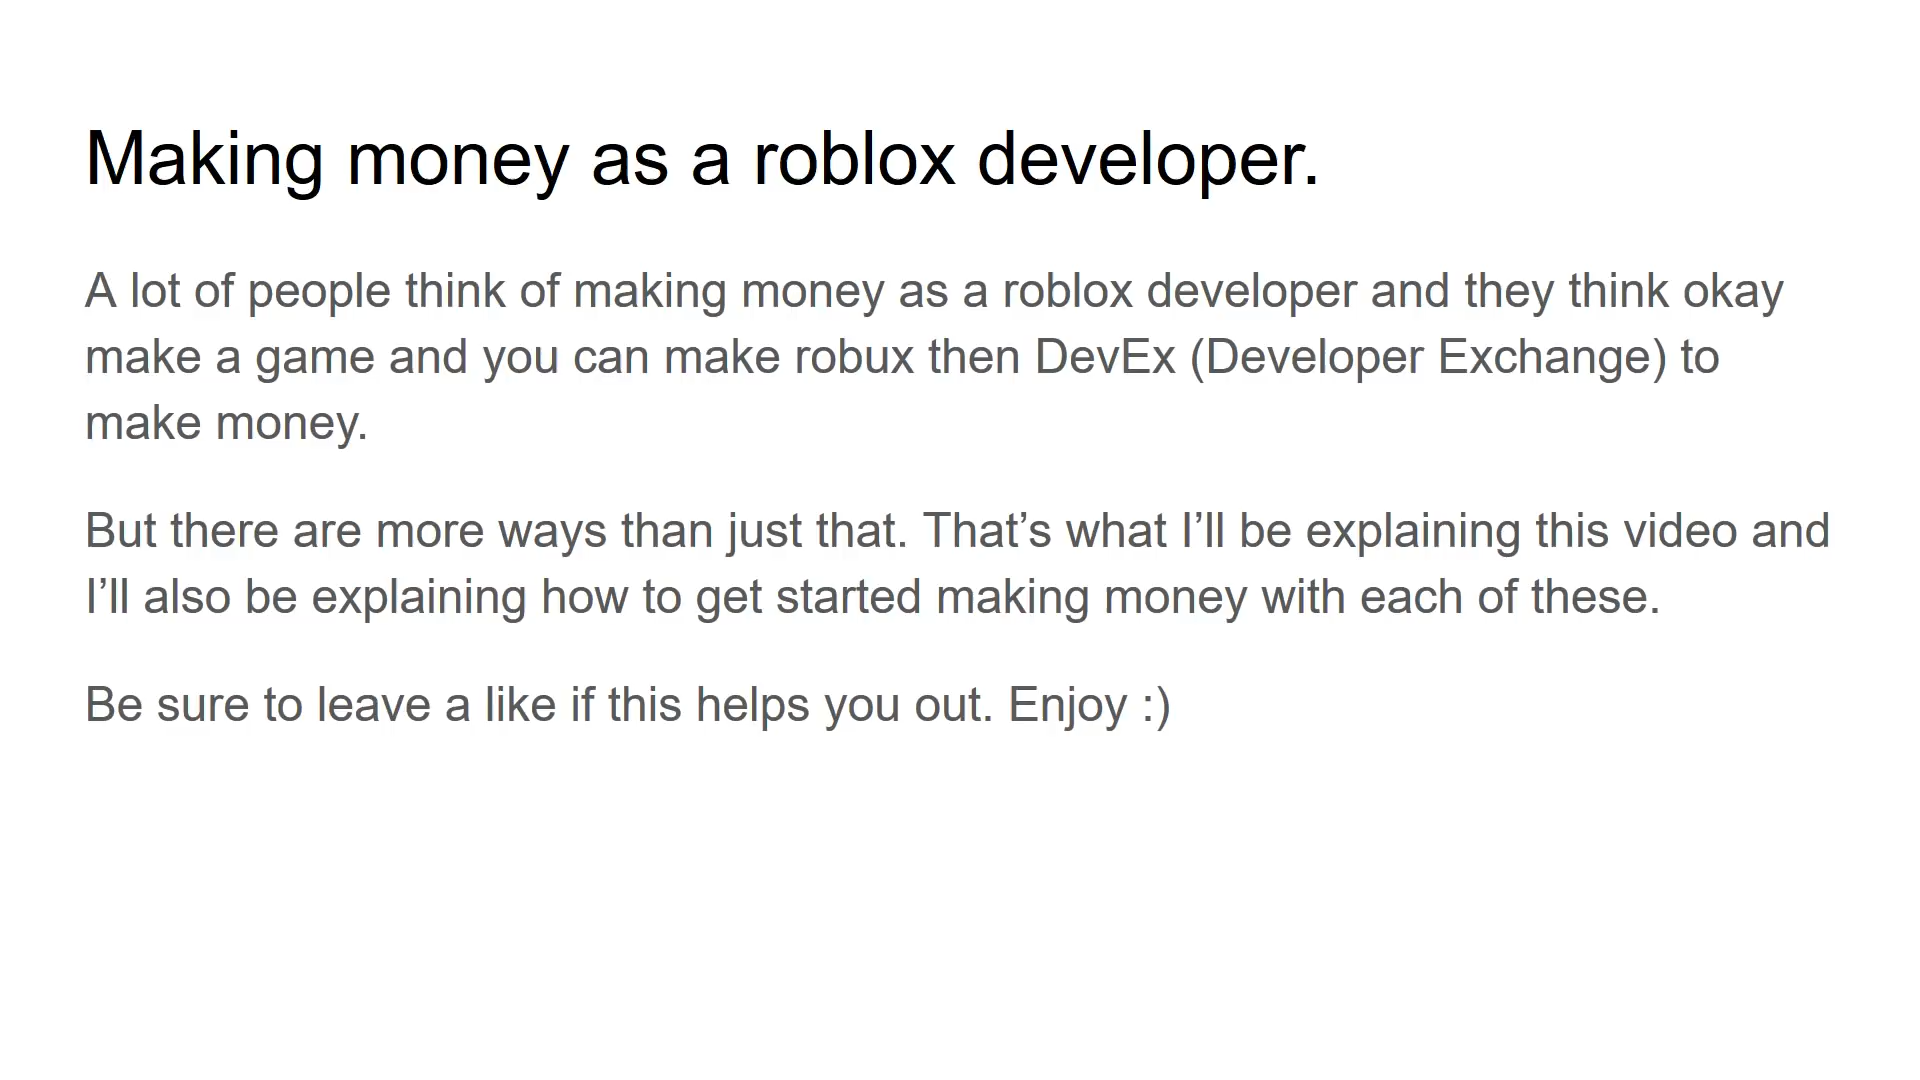 Making money as a roblox developer.
A lot of people think of making money as a roblox developer and they think okay
make a game and you can make robux then DevEx (Developer Exchange) to
make money.
But there are more ways than just that. That’s what I’ll be explaining this video and
I’ll also be explaining how to get started making money with each of these.
Be sure to leave a like if this helps you out. Enjoy :)